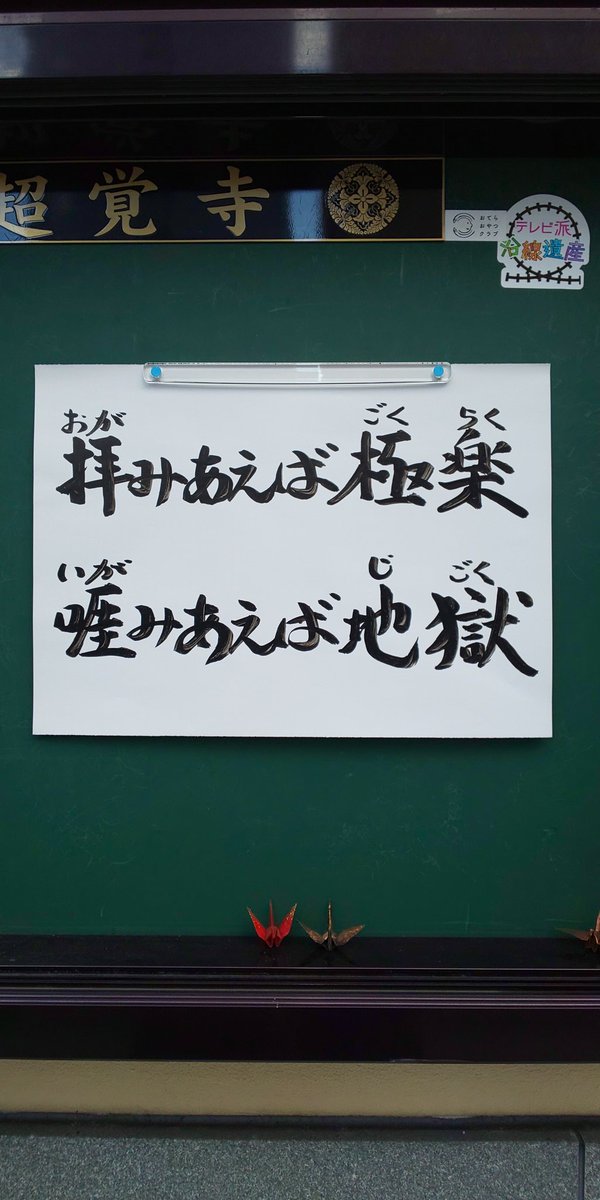 超覚寺
おてら
おやつ
クラブ
テレビ派
沿線遺産
おが ごく らく
拝みあえば極楽
いが じ ごく
啀みあえば地獄